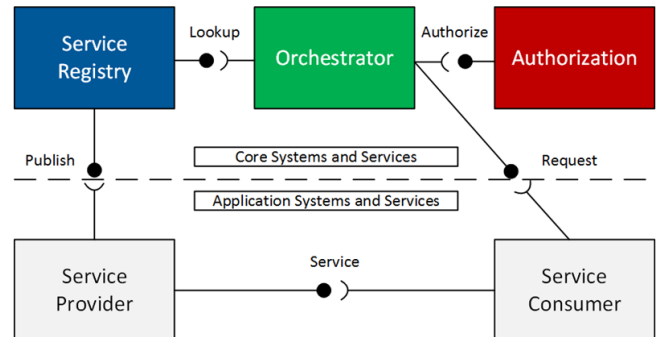 Service
Registry
Lookup
Orchestrator
Authorize
Authorization
Publish
Core Systems and Services
Request
Application Systems and Services
Service
Provider
Service
Service
Consumer